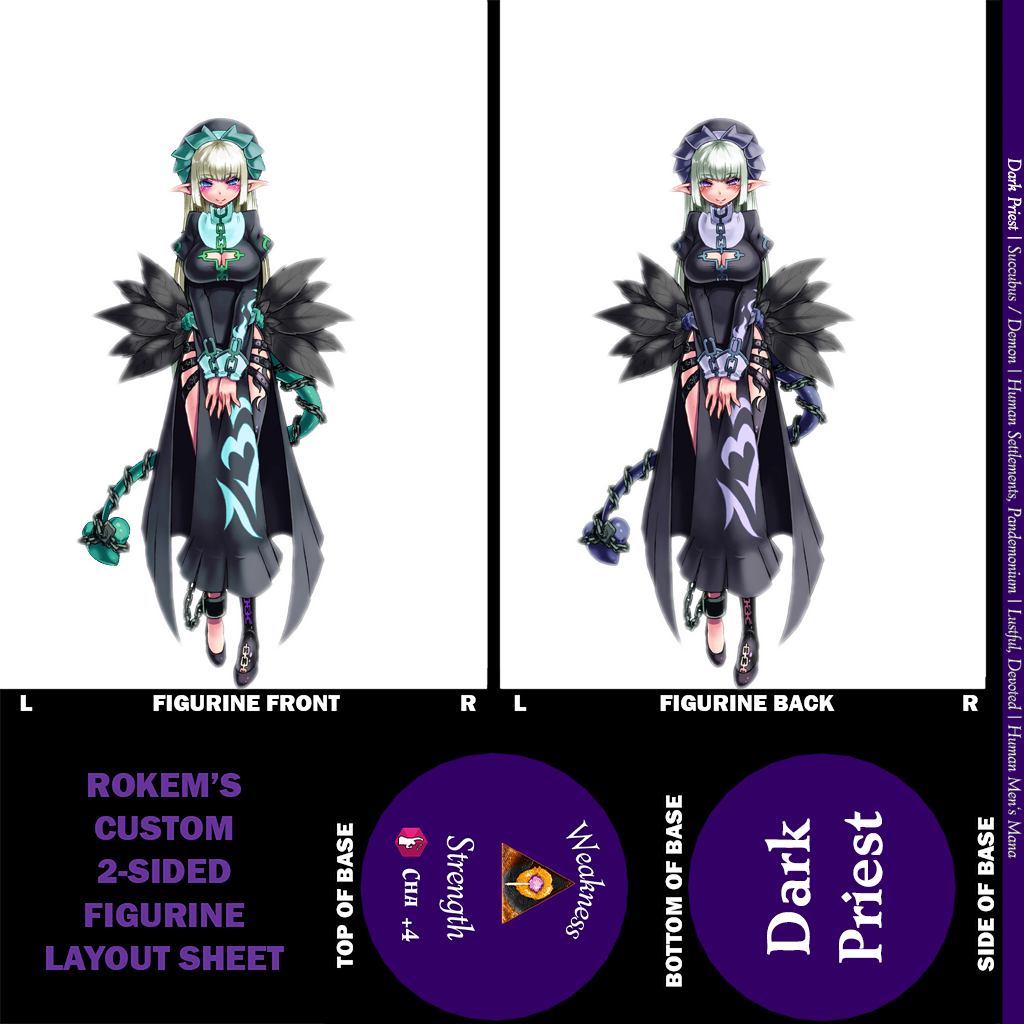 L FIGURINE FRONT R
L FIGURINE BACK R
Dark Priest | Succubus / Demon | Human Settlements, Pandemonium | Lustful, Devoted | Human Men's Mana
ROKEM'S
CUSTOM
2-SIDED
FIGURINE
LAYOUT SHEET
TOP OF BASE
Weakness
Strength
CHA +4
BOTTOM OF BASE
Dark
Priest
SIDE OF BASE